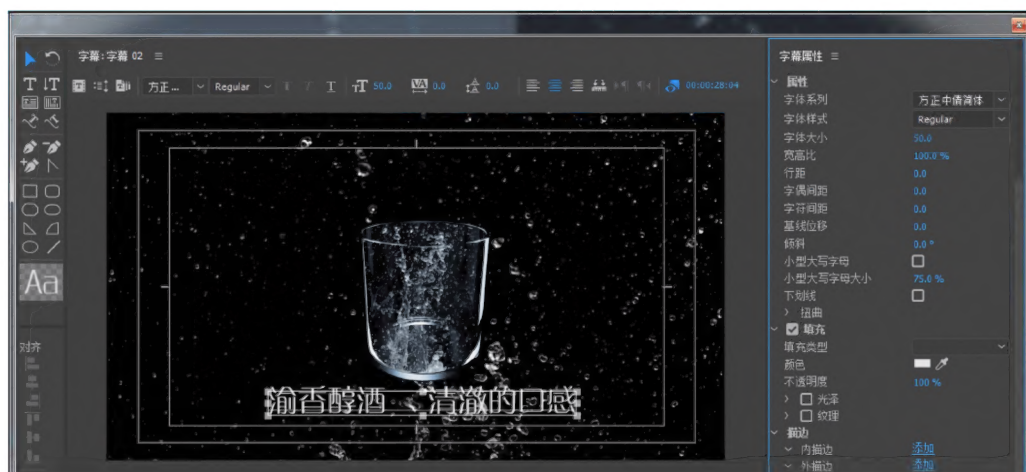 字幕:字幕 02
字幕属性
方正... Regular T T T 50.0 VA 0.0 0.0 00:00:28:04
Aa
对齐
渝香醇酒 清澈的口感
属性
字体系列 方正中倩简体
字体样式 Regular
字体大小 50.0
宽高比 100.0 %
行距 0.0
字偶间距 0.0
字符间距 0.0
基线位移 0.0
倾斜 0.0 °
小型大写字母
小型大写字母大小 75.0 %
下划线
扭曲
填充
填充类型
颜色
不透明度 100 %
光泽
纹理
描边
内描边 添加
外描边 添加